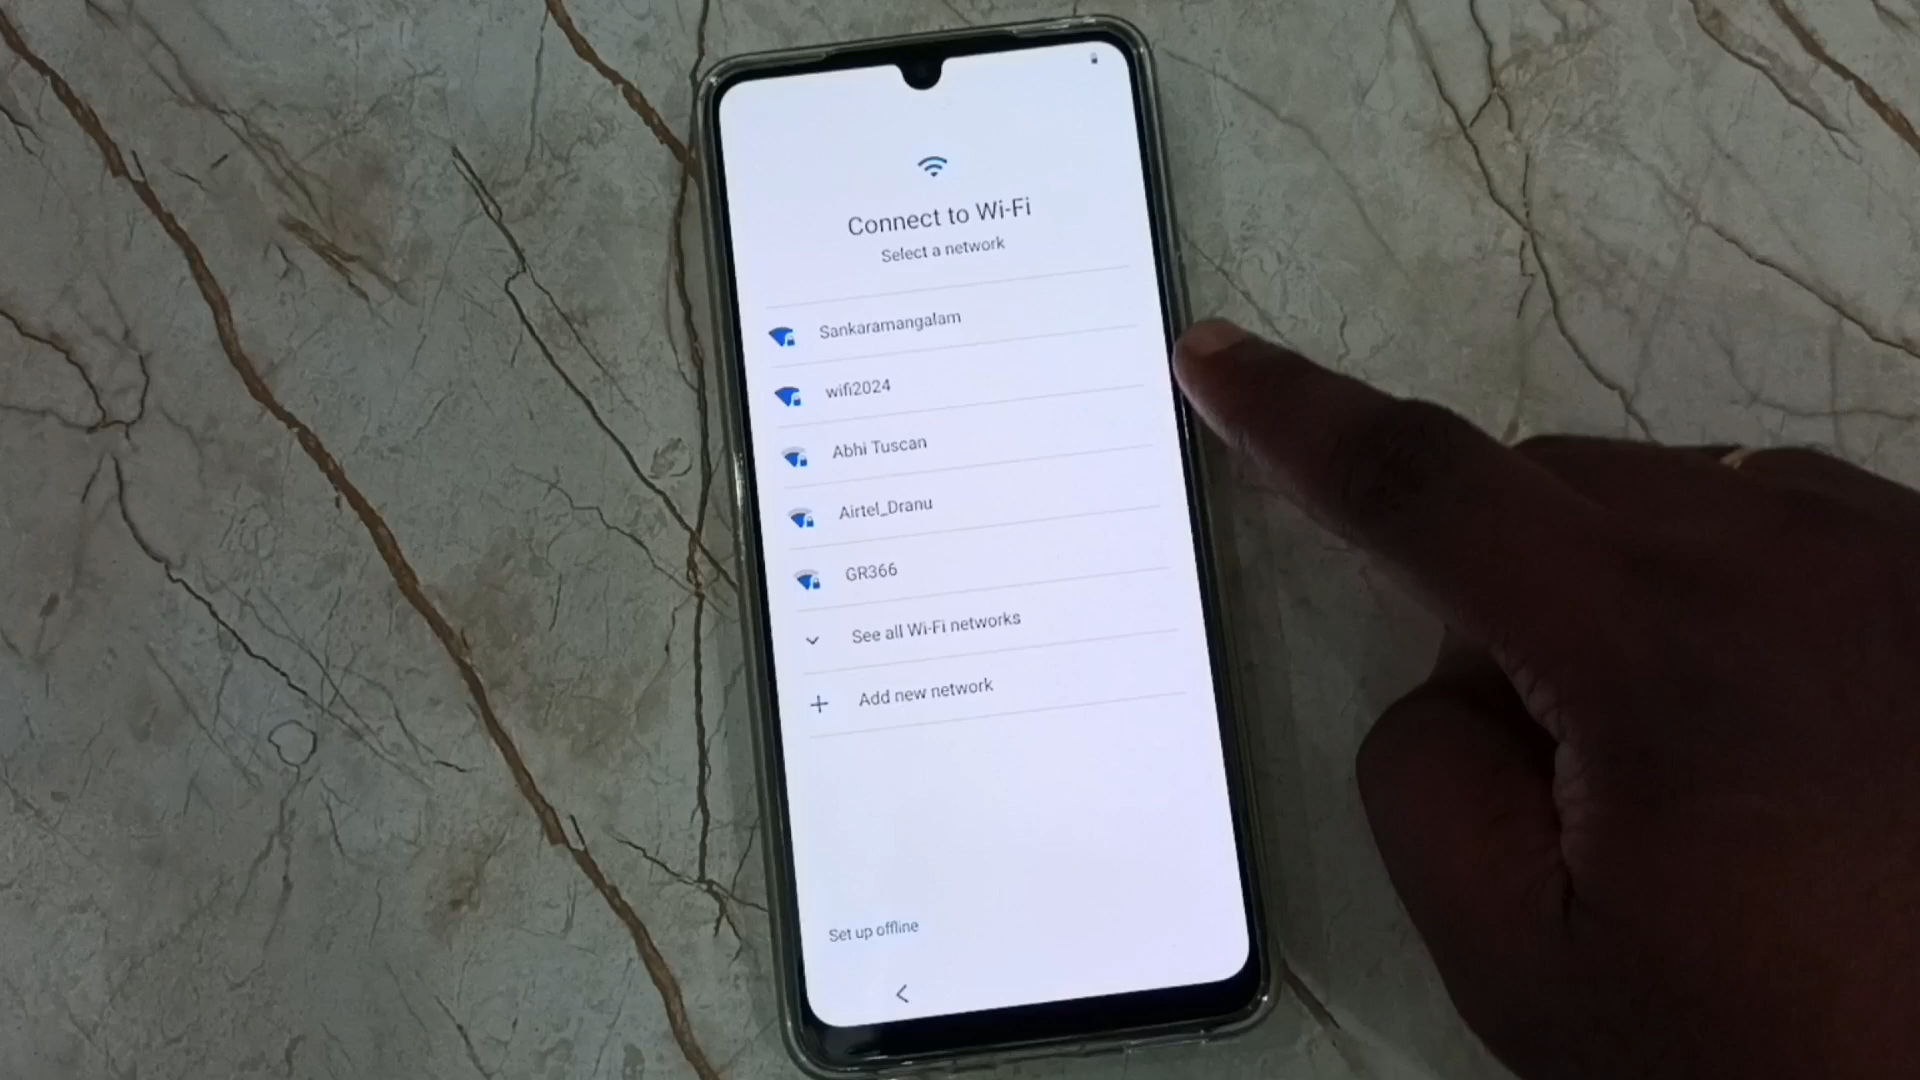 Connect to Wi-Fi
Select a network
Sankaramangalam
wifi2024
Abhi Tuscan
Airtel_Dranu
GR366
See all Wi-Fi networks
Add new network
Set up offline